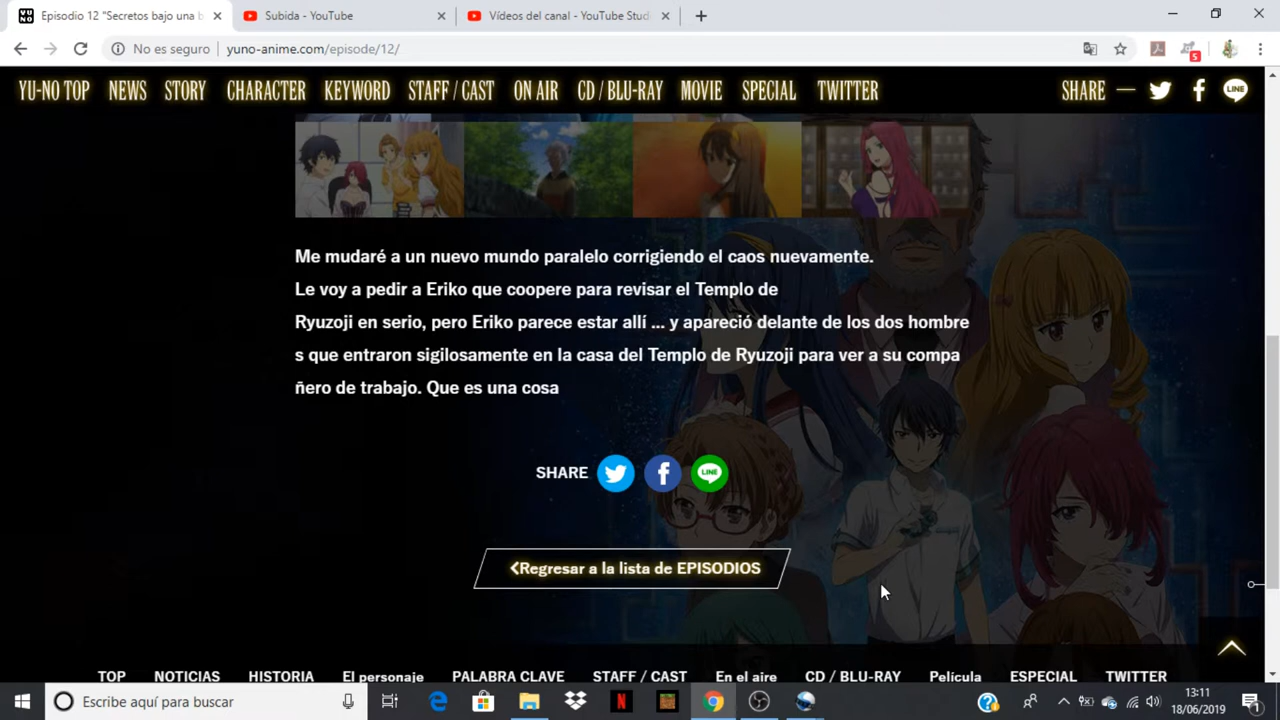 Episodio 12 "Secretos bajo una b
Subida - YouTube
Vídeos del canal - YouTube Stud
No es seguro
yuno-anime.com/episode/12/
5
YU-NO TOP NEWS STORY CHARACTER KEYWORD STAFF / CAST ON AIR CD / BLU-RAY MOVIE SPECIAL TWITTER SHARE LINE
Me mudaré a un nuevo mundo paralelo corrigiendo el caos nuevamente.
Le voy a pedir a Eriko que coopere para revisar el Templo de
Ryuzoji en serio, pero Eriko parece estar allí ... y apareció delante de los dos hombre
s que entraron sigilosamente en la casa del Templo de Ryuzoji para ver a su compa
ñero de trabajo. Que es una cosa
SHARE LINE
Regresar a la lista de EPISODIOS
TOP NOTICIAS HISTORIA El personaje PALABRA CLAVE STAFF / CAST En el aire CD / BLU-RAY Película ESPECIAL TWITTER
Escribe aquí para buscar
13:11
18/06/2019
1